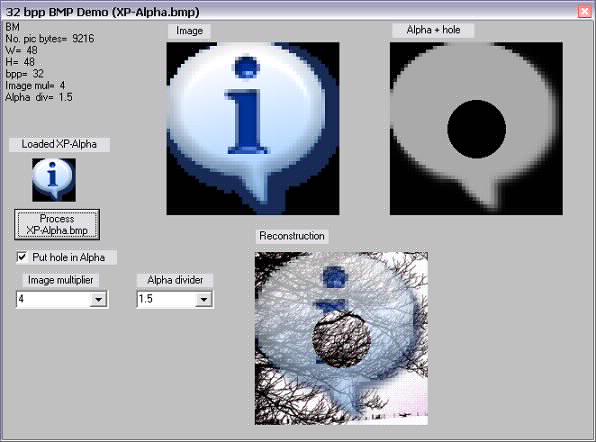 32 bpp BMP Demo (XP-Alpha.bmp)
BM
No. pic bytes= 9216
W= 48
H= 48
bpp= 32
Image mul= 4
Alpha div= 1.5
Image
Alpha + hole
Loaded XP-Alpha
Process
XP-Alpha.bmp
Put hole in Alpha
Image multiplier
4
Alpha divider
1.5
Reconstruction